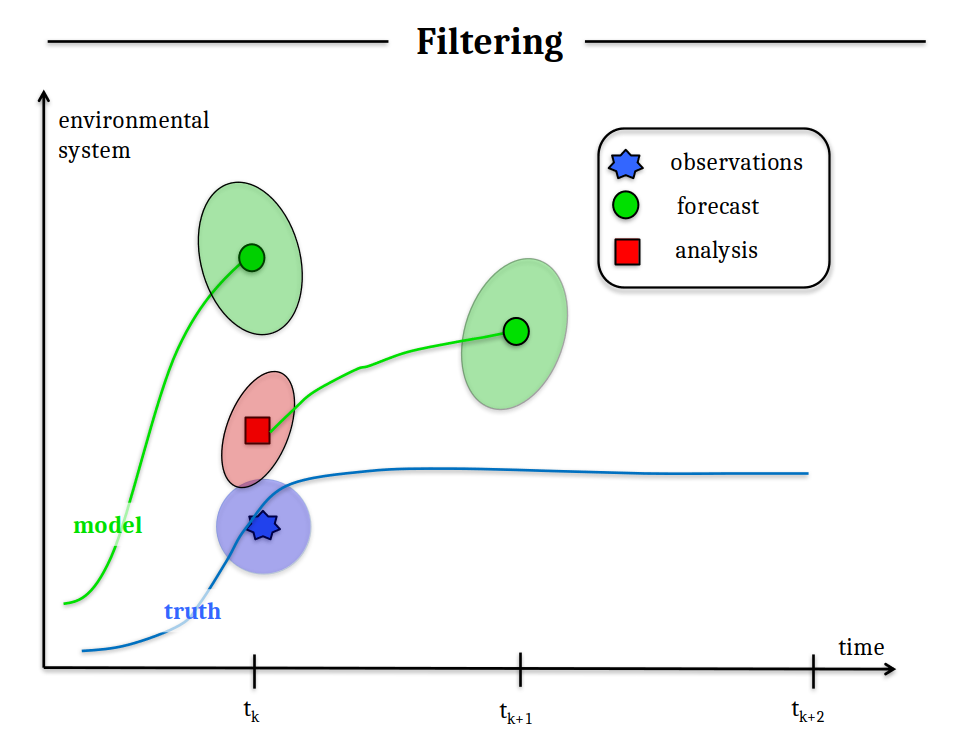 Filtering
environmental
system
observations
forecast
analysis
model
truth
time
tk
tk+1
tk+2